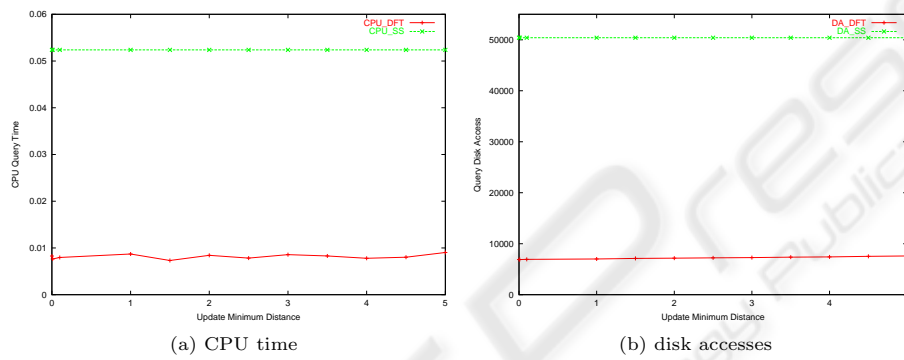 0.06
0.05
0.04
0.03
0.02
0.01
0
CPU Query Time
CPU_DFT
CPU_SS
0 1 2 3 4 5
Update Minimum Distance
(a) CPU time
50000
40000
30000
20000
10000
0
Query Disk Access
DA_DFT
DA_SS
0 1 2 3 4
Update Minimum Distance
(b) disk accesses